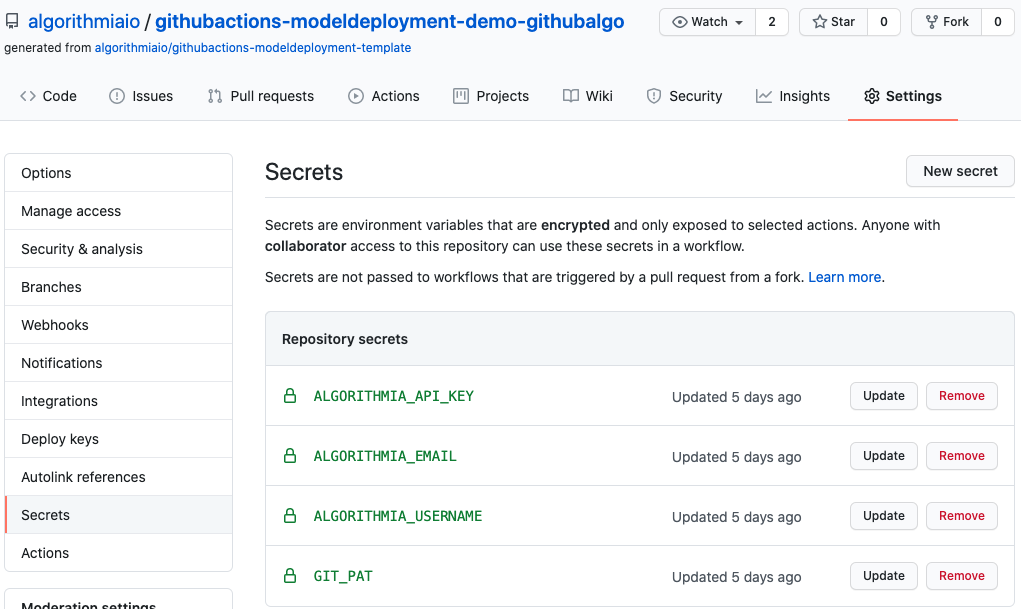 algorithmiaio / githubactions-modeldeployment-demo-githubalgo
Watch 2 Star 0 Fork 0
generated from algorithmiaio/githubactions-modeldeployment-template
Code Issues Pull requests Actions Projects Wiki Security Insights Settings
Options
Manage access
Security & analysis
Branches
Webhooks
Notifications
Integrations
Deploy keys
Autolink references
Secrets
Actions
Moderation settings
Secrets
New secret
Secrets are environment variables that are encrypted and only exposed to selected actions. Anyone with
collaborator access to this repository can use these secrets in a workflow.
Secrets are not passed to workflows that are triggered by a pull request from a fork. Learn more.
Repository secrets
ALGORITHMIA_API_KEY Updated 5 days ago Update Remove
ALGORITHMIA_EMAIL Updated 5 days ago Update Remove
ALGORITHMIA_USERNAME Updated 5 days ago Update Remove
GIT_PAT Updated 5 days ago Update Remove